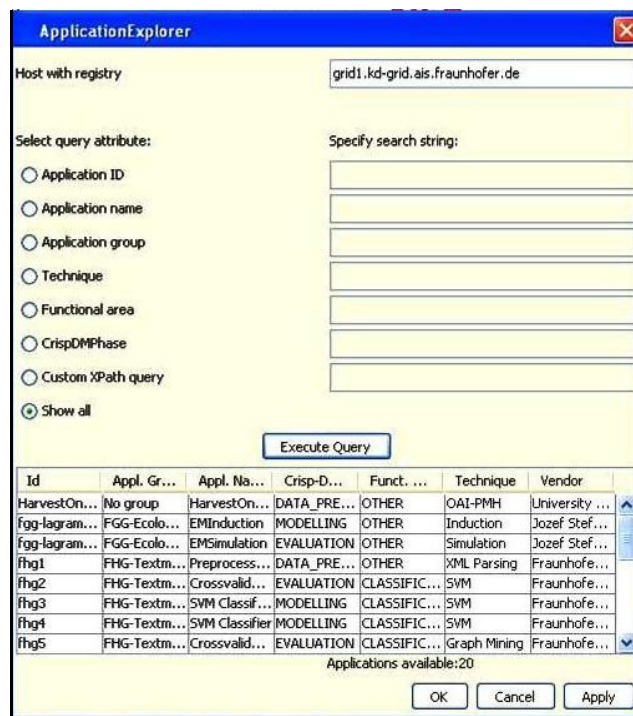 ApplicationExplorer
Host with registry grid1.kd-grid.ais.fraunhofer.de
Select query attribute: Specify search string:
Application ID
Application name
Application group
Technique
Functional area
CrispDMPhase
Custom XPath query
Show all
Execute Query
Id Appl. Gr... Appl. Na... Crisp-D... Funct. ... Technique Vendor
HarvestOn... No group HarvestOn... DATA_PRE... OTHER OAI-PMH University ...
fgg-lagram... FGG-Ecolo... EMInduction MODELLING OTHER Induction Jozef Stef...
fgg-lagram... FGG-Ecolo... EMSimulation EVALUATION OTHER Simulation Jozef Stef...
fhg1 FHG-Textm... Preprocess... DATA_PRE... OTHER XML Parsing Fraunhofe...
fhg2 FHG-Textm... Crossvalid... EVALUATION CLASSIFIC... SVM Fraunhofe...
fhg3 FHG-Textm... SVM Classif... MODELLING CLASSIFIC... SVM Fraunhofe...
fhg4 FHG-Textm... SVM Classifier MODELLING CLASSIFIC... SVM Fraunhofe...
fhg5 FHG-Textm... Crossvalid... EVALUATION CLASSIFIC... Graph Mining Fraunhofe...
Applications available:20
OK Cancel Apply